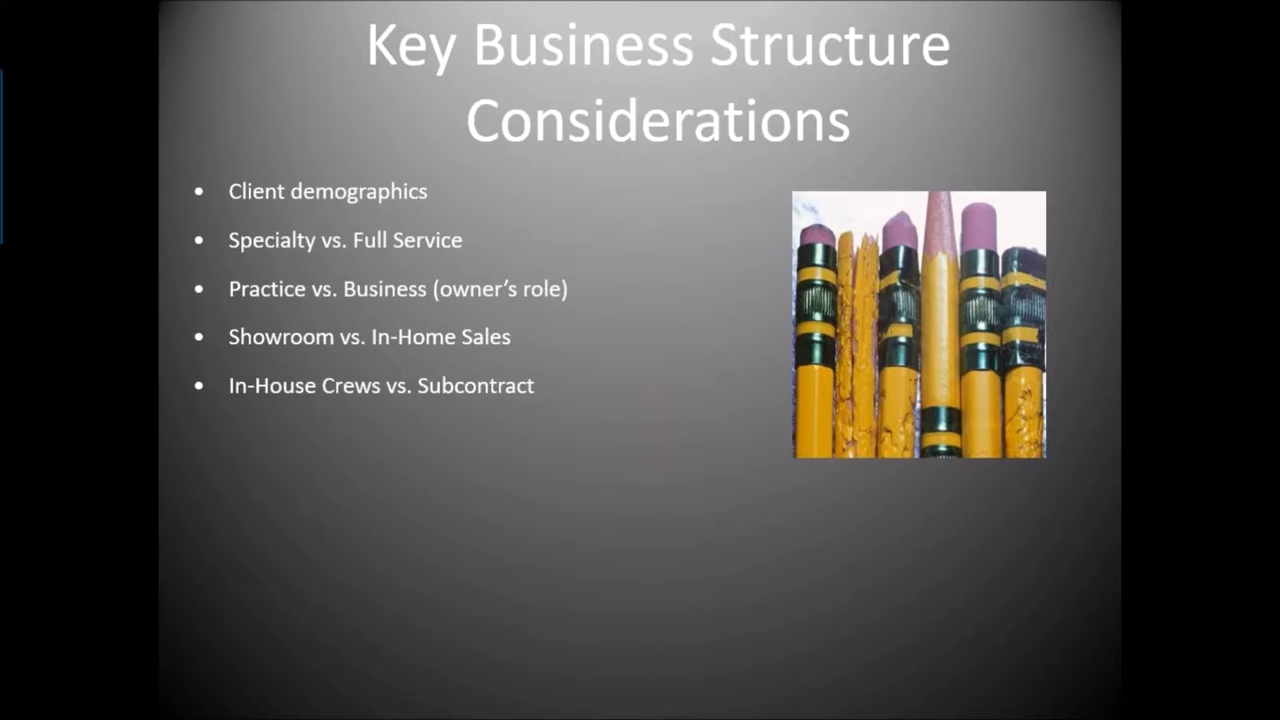 Key Business Structure
Considerations
• Client demographics
• Specialty vs. Full Service
• Practice vs. Business (owner’s role)
• Showroom vs. In-Home Sales
• In-House Crews vs. Subcontract